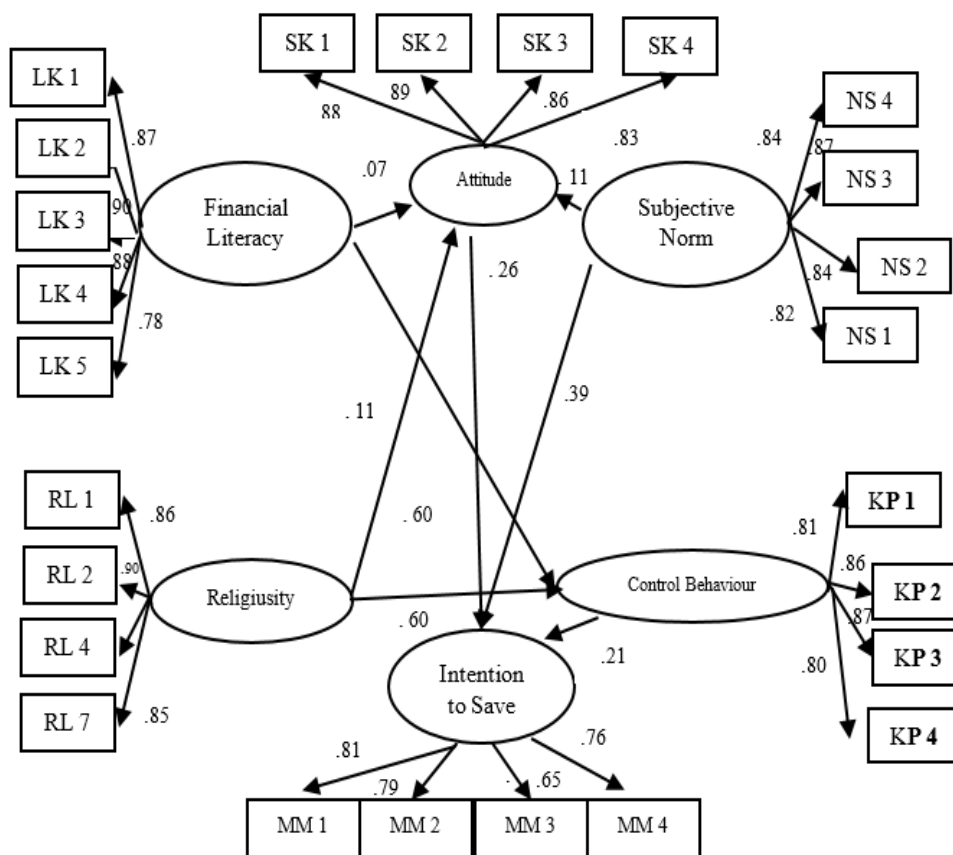 SK 1
SK 2
SK 3
SK 4
LK 1
LK 2
LK 3
LK 4
LK 5
.87
.90
.88
.78
88
89
.86
.83
Financial
Literacy
.07
Attitude
. 11
Subjective
Norm
.84
.87
.84
.82
NS 4
NS 3
NS 2
NS 1
. 26
. 11
.39
RL 1
RL 2
RL 4
RL 7
.86
.90
.85
Religiusity
. 60
.60
Control Behaviour
.81
.86
.87
.80
KP 1
KP 2
KP 3
KP 4
.21
Intention
to Save
.81
.79
.65
.76
MM 1
MM 2
MM 3
MM 4